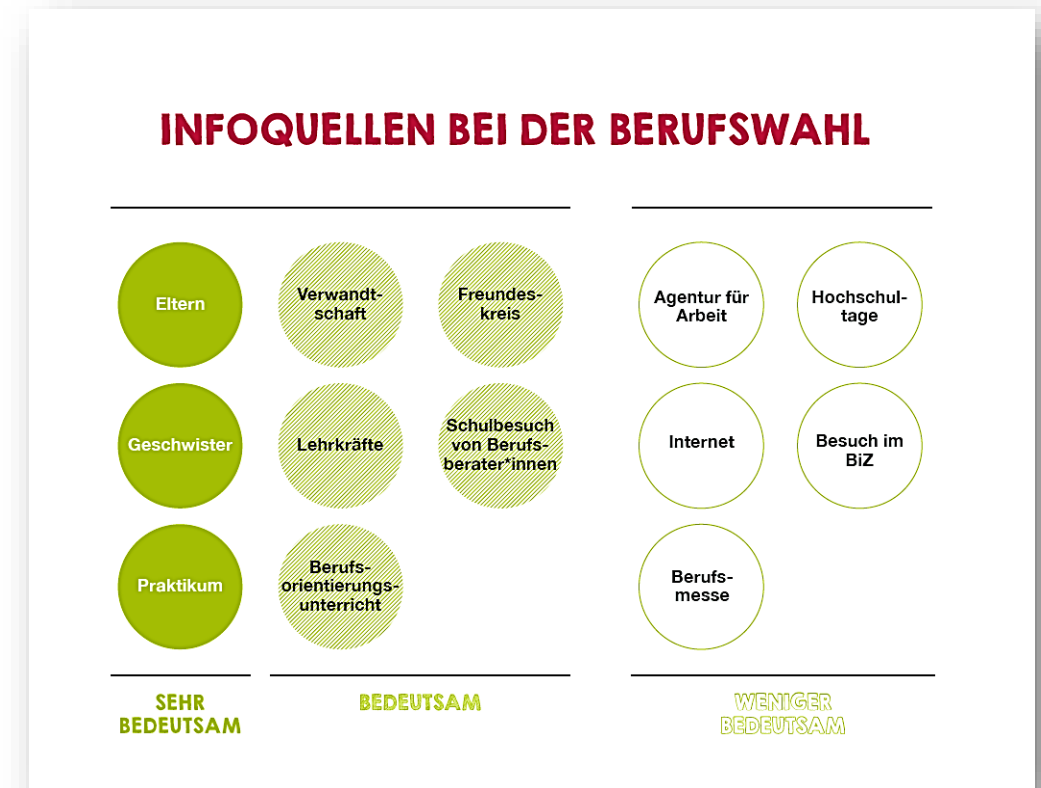 INFOQUELLEN BEI DER BERUFSWAHL
Eltern
Verwandt-
schaft
Freundes-
kreis
Agentur für
Arbeit
Hochschul-
tage
Geschwister
Lehrkräfte
Schulbesuch
von Berufs-
berater*innen
Internet
Besuch im
BiZ
Praktikum
Berufs-
orientierungs-
unterricht
Berufs-
messe
SEHR
BEDEUTSAM
BEDEUTSAM
WENIGER
BEDEUTSAM